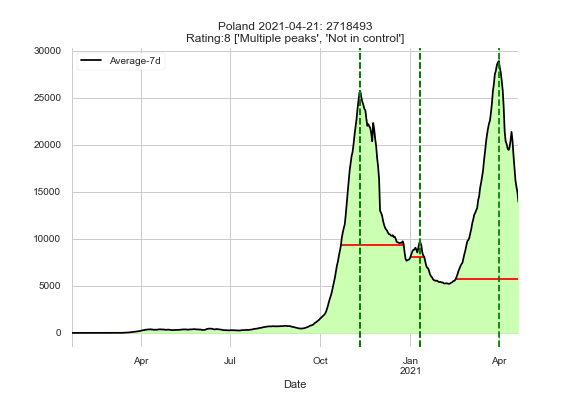 Poland 2021-04-21: 2718493
Rating:8 ['Multiple peaks', 'Not in control']
Average-7d
30000
25000
20000
15000
10000
5000
0
Apr
Jul
Oct
Jan
2021
Apr
Date